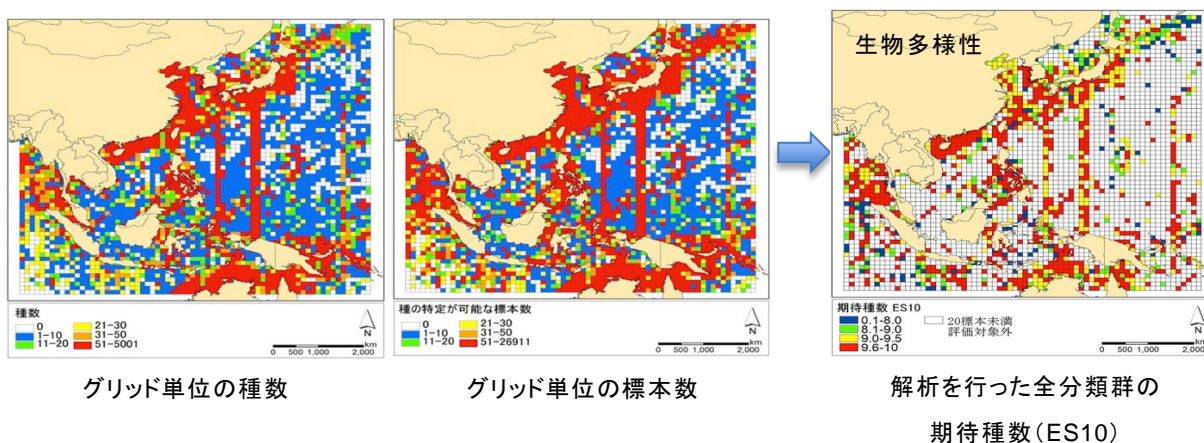 種数
0
1-10
11-20
21-30
31-50
51-5001
N
km
0 500 1,000 2,000
グリッド単位の種数
種の特定が可能な標本数
0
1-10
11-20
21-30
31-50
51-26911
N
km
0 500 1,000 2,000
グリッド単位の標本数
生物多様性
期待種数 ES10
0.1-8.0
8.1-9.0
9.0-9.5
9.6-10
20標本未満
評価対象外
N
km
0 500 1,000 2,000
解析を行った全分類群の
期待種数(ES10)